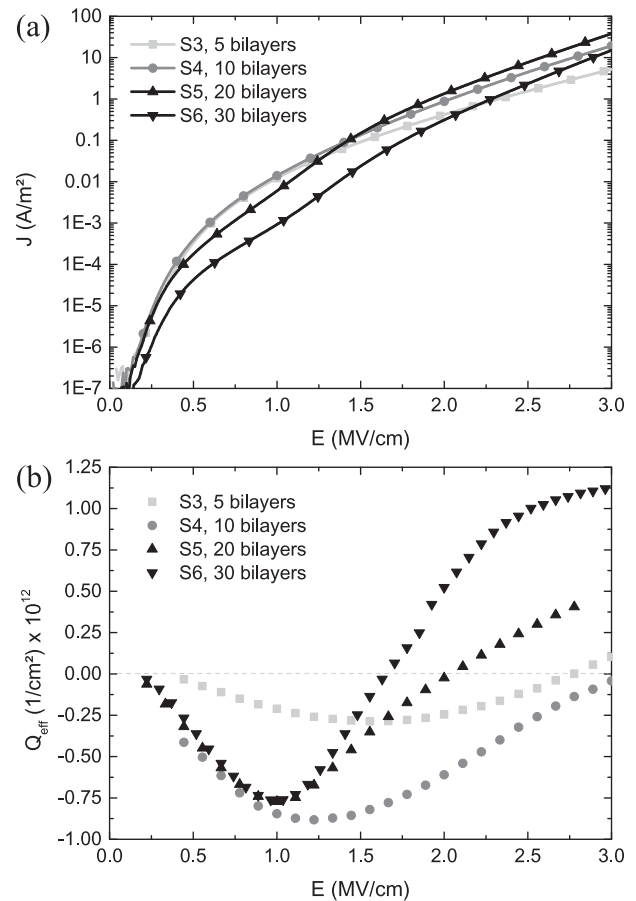 (a)
100
10
1
0.1
0.01
1E-3
1E-4
1E-5
1E-6
1E-7
J (A/m²)
S3, 5 bilayers
S4, 10 bilayers
S5, 20 bilayers
S6, 30 bilayers
0.0 0.5 1.0 1.5 2.0 2.5 3.0
E (MV/cm)
(b)
1.25
1.00
0.75
0.50
0.25
0.00
-0.25
-0.50
-0.75
-1.00
Q_eff (1/cm²) x 10¹²
S3, 5 bilayers
S4, 10 bilayers
S5, 20 bilayers
S6, 30 bilayers
0.0 0.5 1.0 1.5 2.0 2.5 3.0
E (MV/cm)